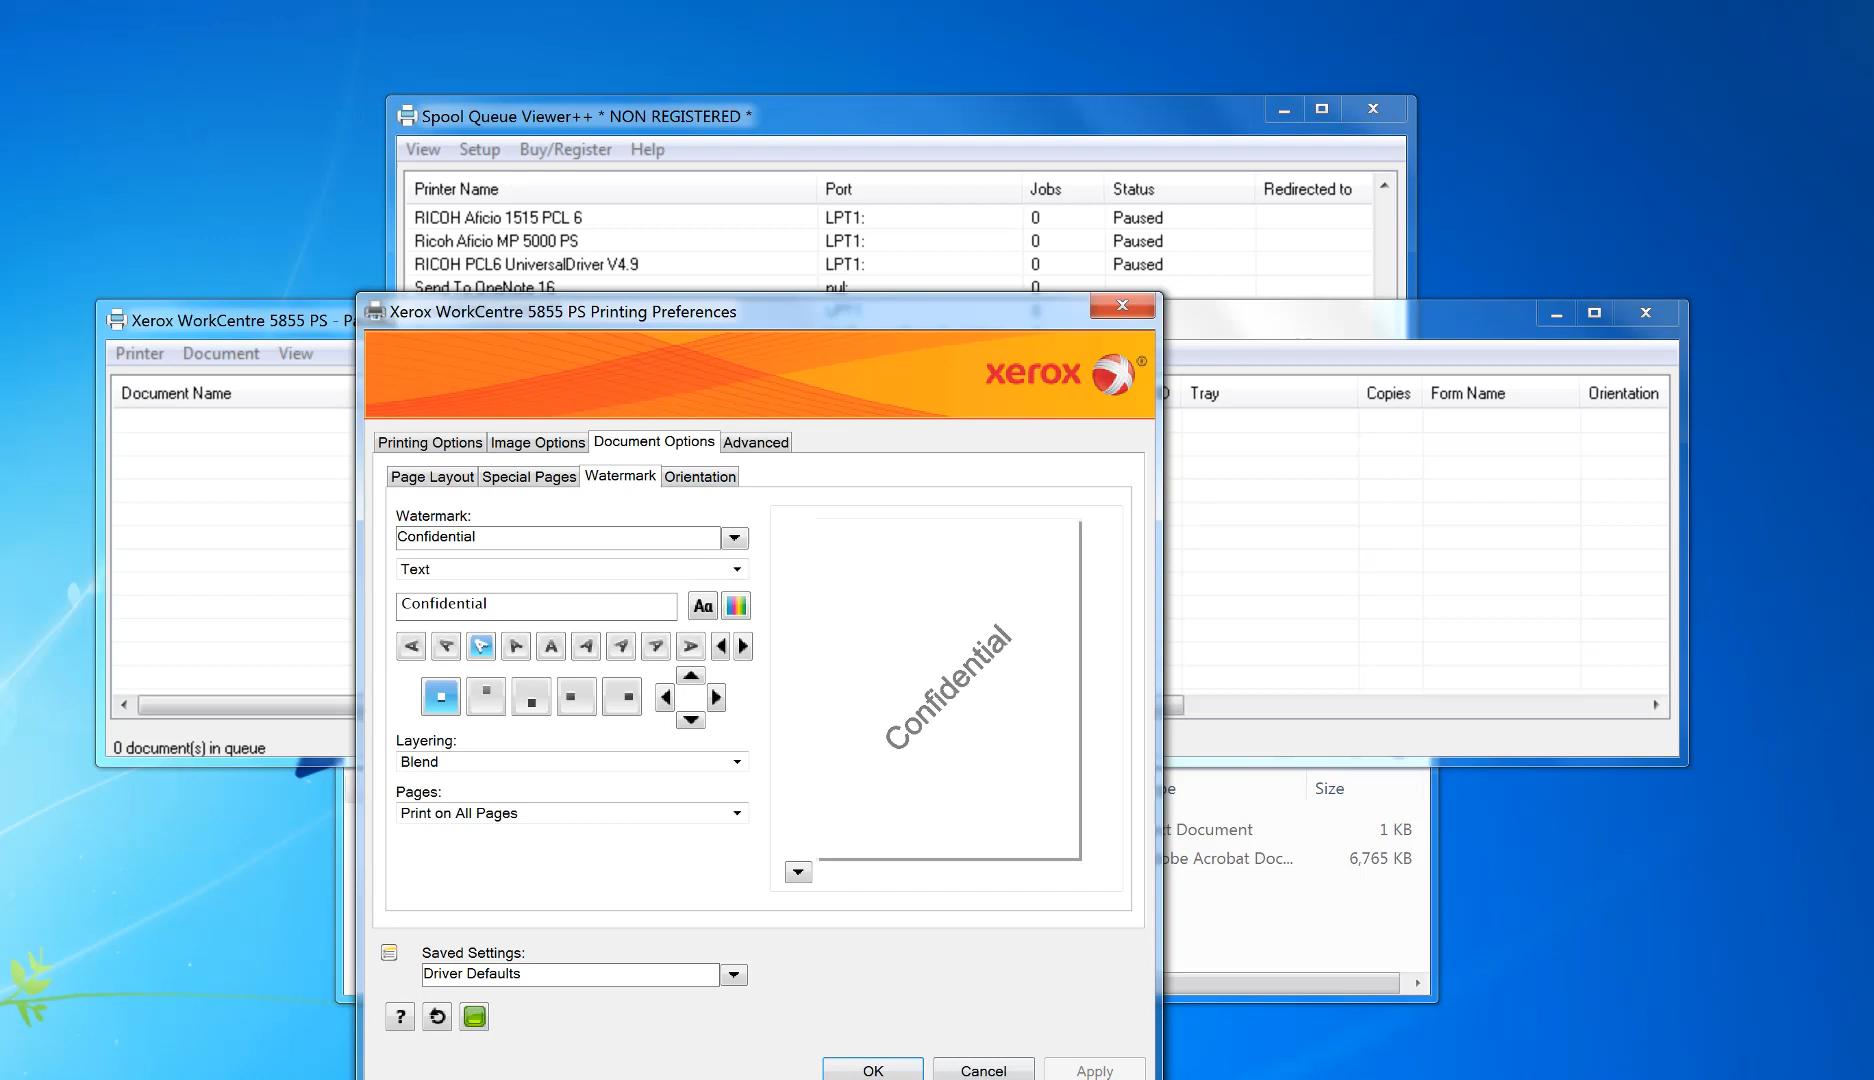 Spool Queue Viewer++ * NON REGISTERED *
View Setup Buy/Register Help
Printer Name Port Jobs Status Redirected to
RICOH Aficio 1515 PCL 6 LPT1: 0 Paused
Ricoh Aficio MP 5000 PS LPT1: 0 Paused
RICOH PCL6 UniversalDriver V4.9 LPT1: 0 Paused
Send To OneNote 16 nul: 0
Xerox WorkCentre 5855 PS - Pa
Printer Document View
Document Name
0 document(s) in queue
Xerox WorkCentre 5855 PS Printing Preferences
xerox ®
Printing Options Image Options Document Options Advanced
Page Layout Special Pages Watermark Orientation
Watermark:
Confidential
Text
Confidential
Aa
A A A A A A A A A
Layering:
Blend
Pages:
Print on All Pages
Confidential
Saved Settings:
Driver Defaults
?
OK Cancel Apply
Tray Copies Form Name Orientation
pe Size
ct Document 1 KB
obe Acrobat Doc... 6,765 KB